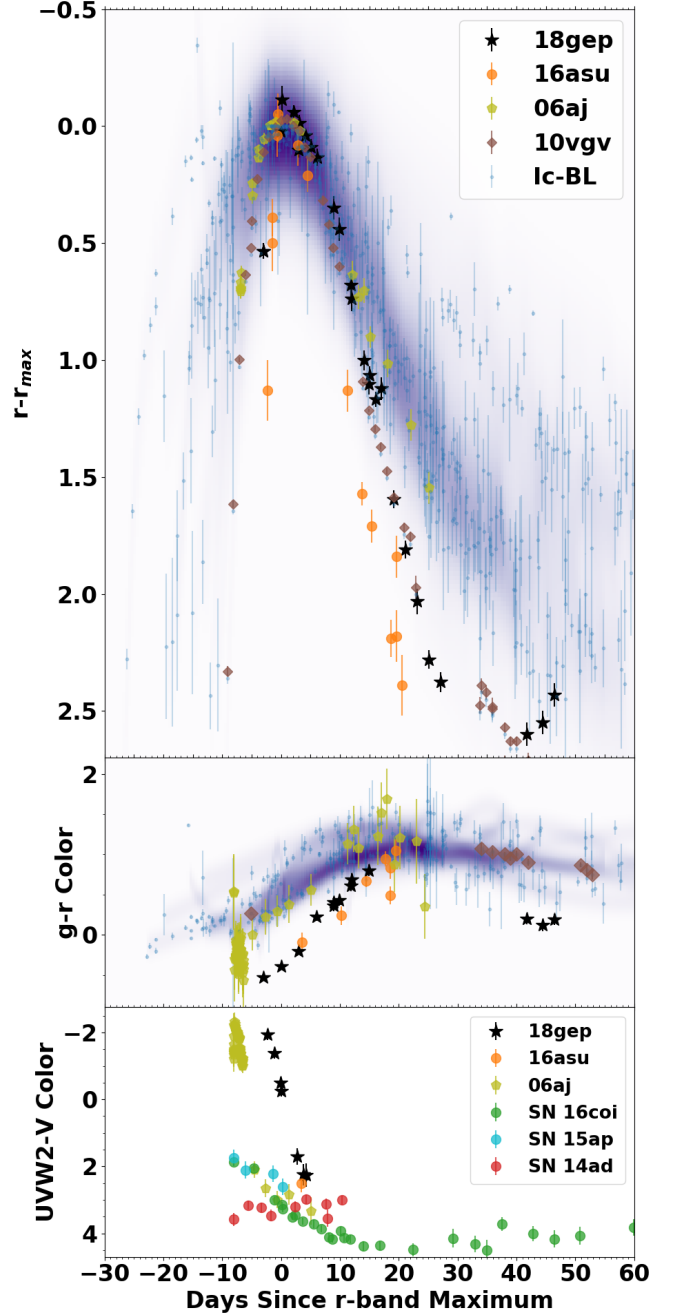 −0.5
0.0
0.5
1.0
1.5
2.0
2.5
r-r_max
18gep
16asu
06aj
10vgv
Ic-BL
2
0
g-r Color
−2
0
2
4
UVW2-V Color
18gep
16asu
06aj
SN 16coi
SN 15ap
SN 14ad
−30 −20 −10 0 10 20 30 40 50 60
Days Since r-band Maximum